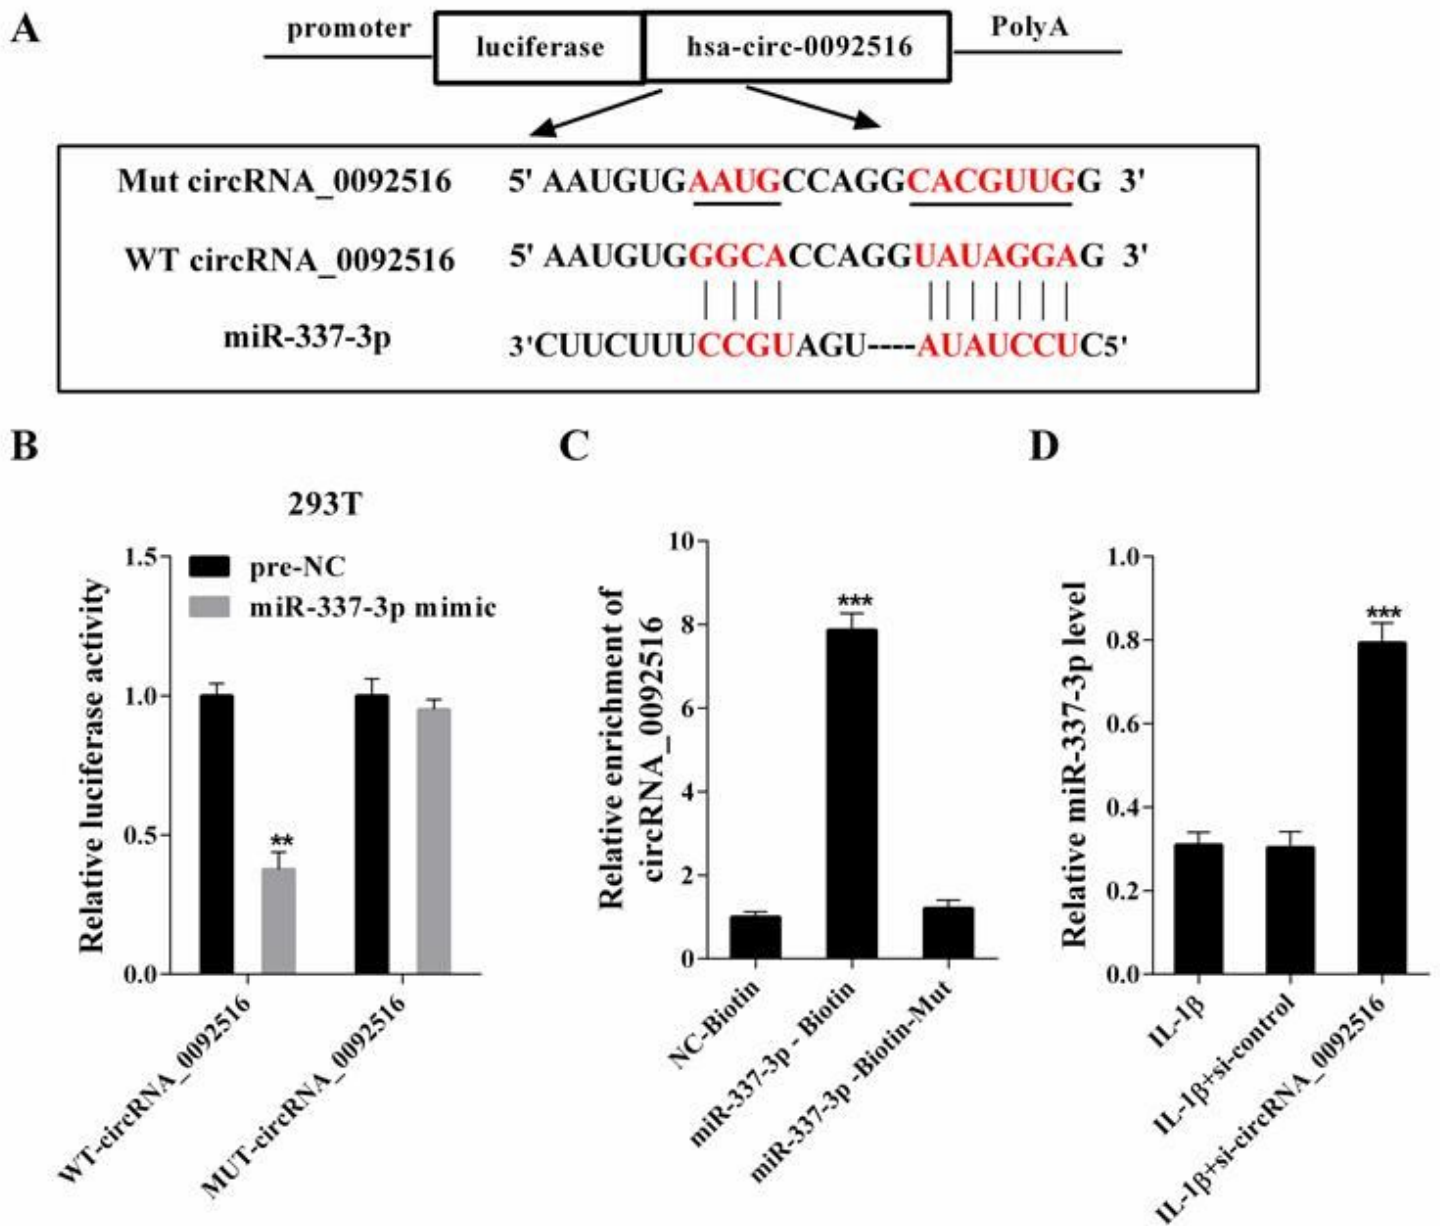 A
promoter
luciferase
hsa-circ-0092516
PolyA
Mut circRNA_0092516 5' AAUGUGAAUGCCAGGCACGUUGG 3'
WT circRNA_0092516 5' AAUGUGGGCACCAGGUAUAGGAG 3'
miR-337-3p 3'CUUCUUUCCGUAGU----AUAUCCUC5'
B
293T
pre-NC
miR-337-3p mimic
Relative luciferase activity
1.5
1.0
0.5
0.0
**
WT-circRNA_0092516
MUT-circRNA_0092516
C
Relative enrichment of
circRNA_0092516
10
8
6
4
2
0
***
NC-Biotin
miR-337-3p - Biotin
miR-337-3p -Biotin-Mut
D
Relative miR-337-3p level
1.0
0.8
0.6
0.4
0.2
0.0
***
IL-1β
IL-1β+si-control
IL-1β+si-circRNA_0092516